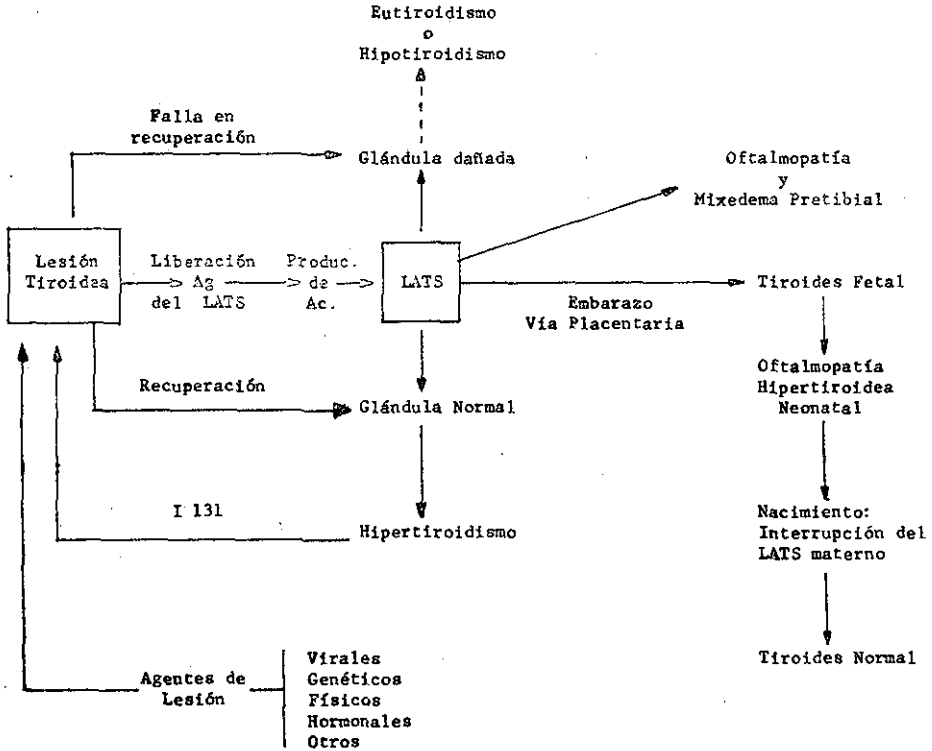 Eutiroidismo
o
Hipotiroidismo
Falla en
recuperación
Glándula dañada
Oftalmopatía
y
Mixedema Pretibial
Lesión
Tiroidea
Liberación
Ag
del LATS
Produc.
de
Ac.
LATS
Embarazo
Vía Placentaria
Tiroides Fetal
Oftalmopatía
Hipertiroidea
Neonatal
Recuperación
Glándula Normal
I 131
Hipertiroidismo
Nacimiento:
Interrupción del
LATS materno
Tiroides Normal
Agentes de
Lesión
Virales
Genéticos
Físicos
Hormonales
Otros